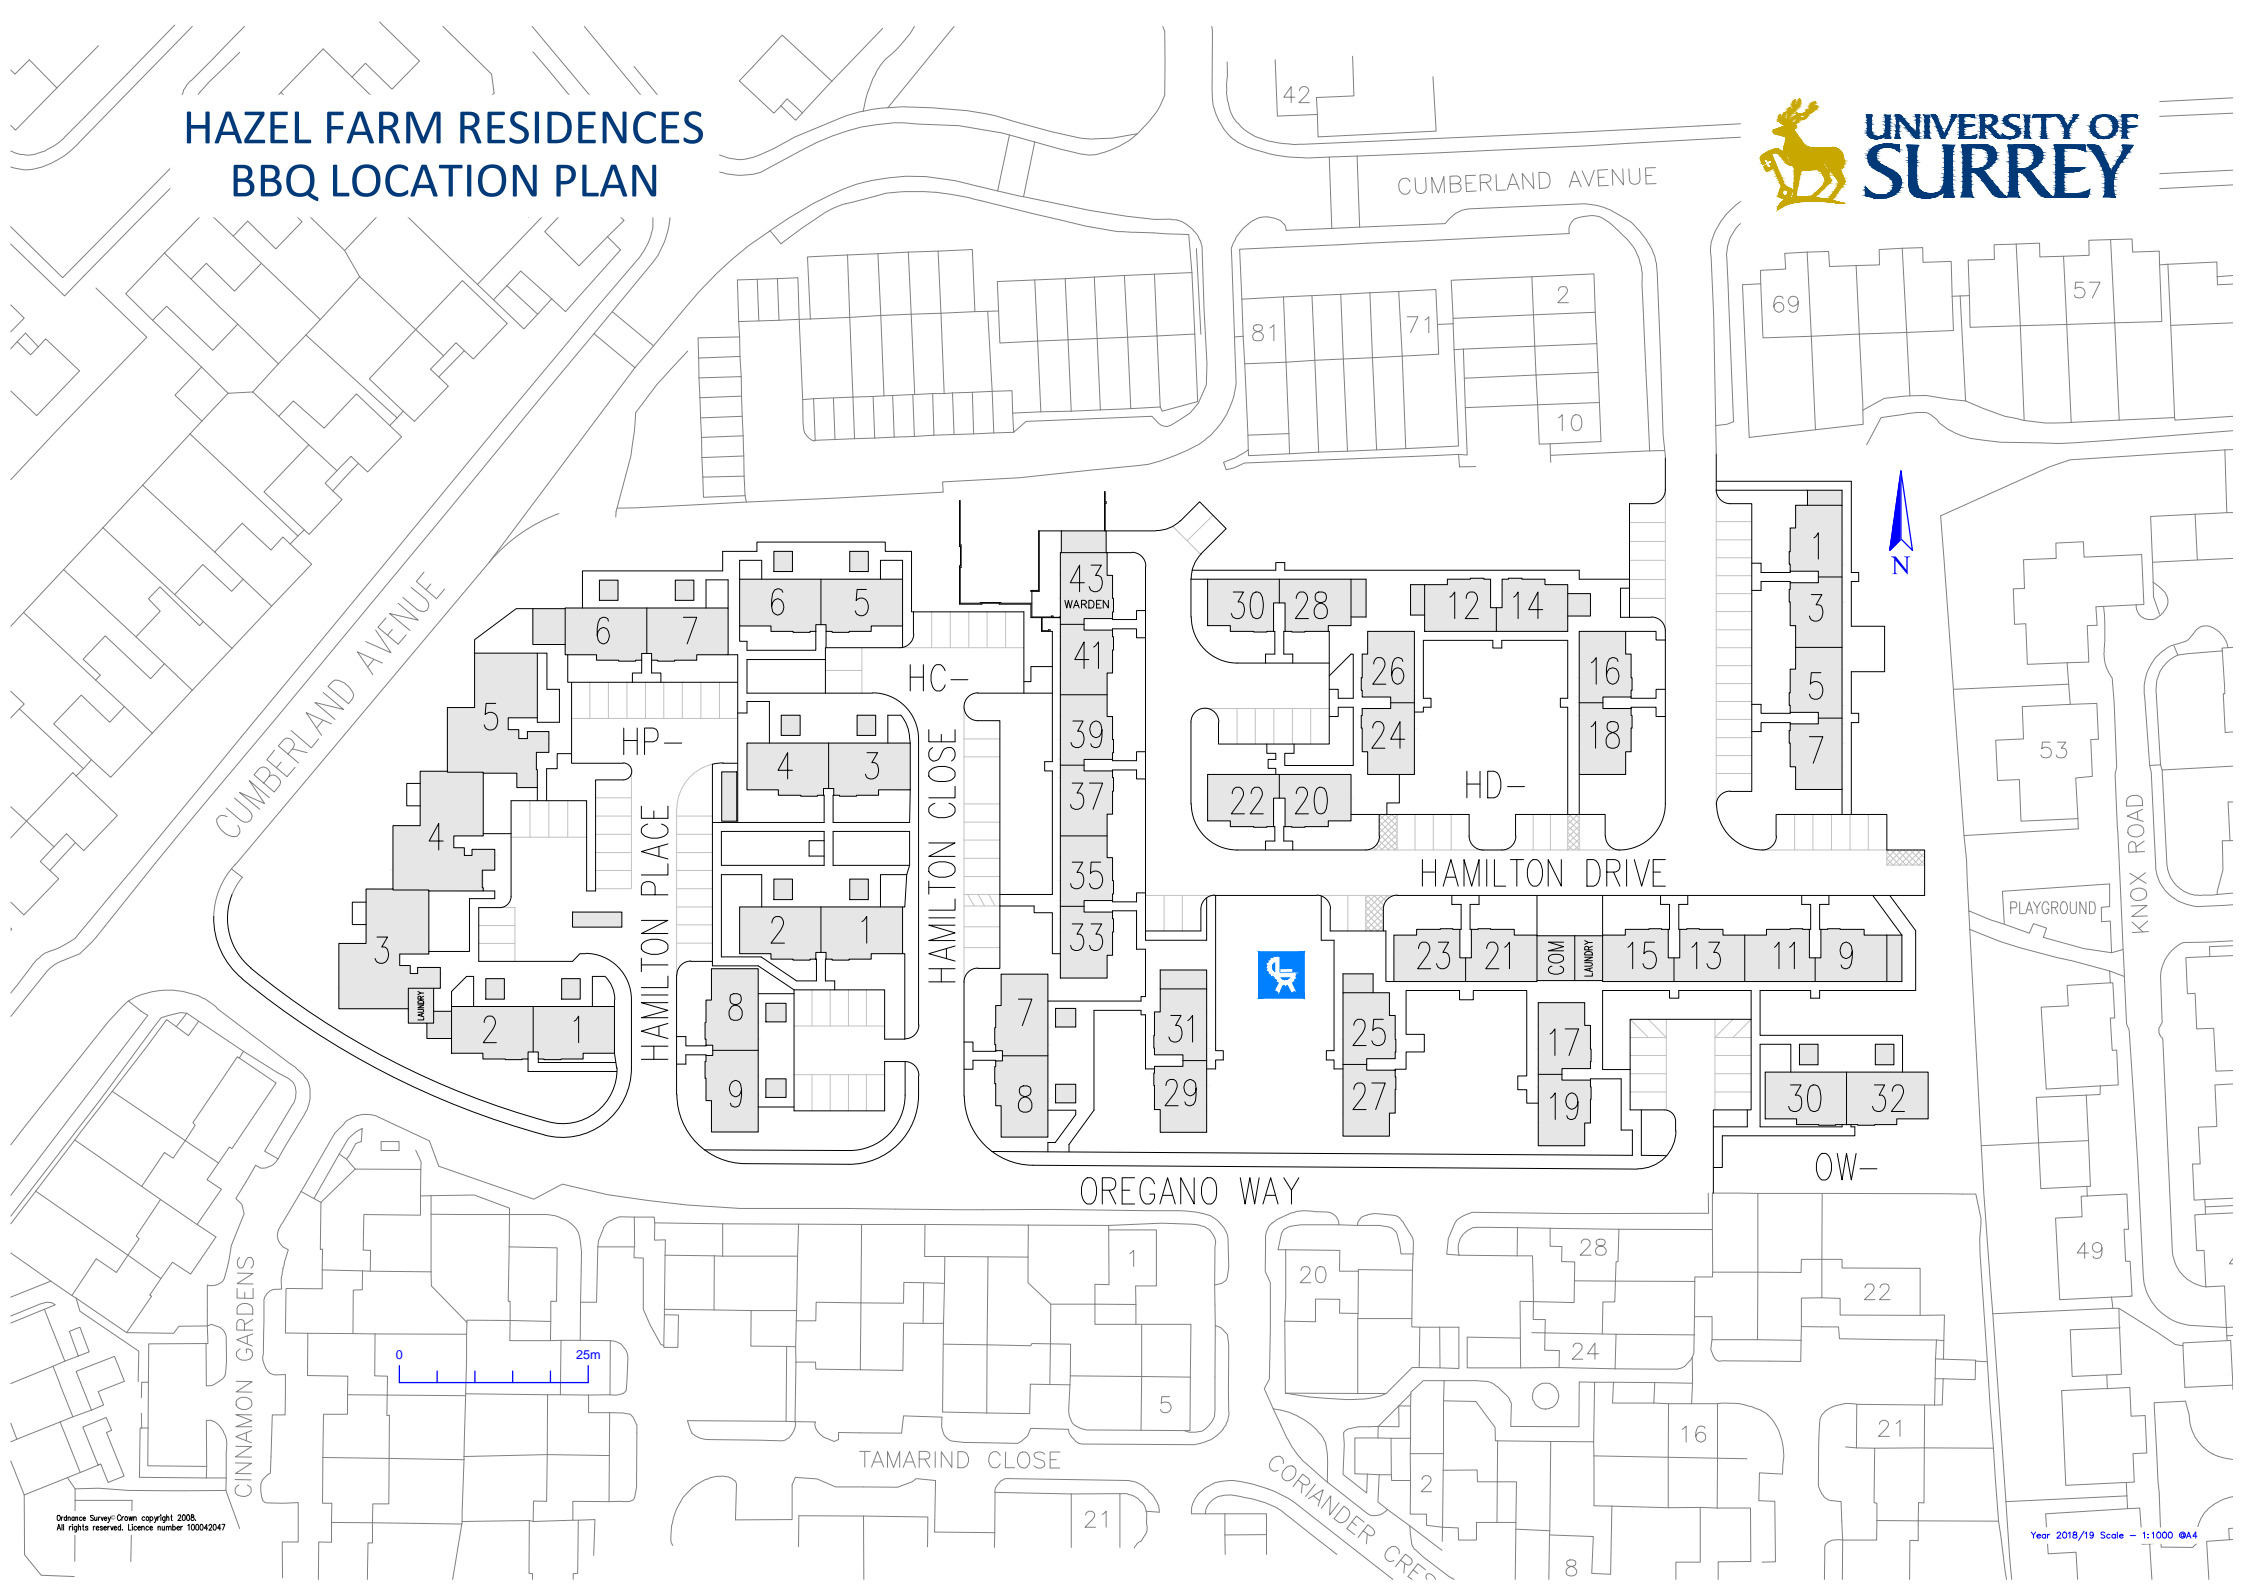 HAZEL FARM RESIDENCES
BBQ LOCATION PLAN
UNIVERSITY OF
SURREY
42
CUMBERLAND AVENUE
69
57
2
81
71
10
N
CUMBERLAND AVENUE
6
7
6
5
5
HP-
4
3
HC-
4
3
2
1
2
1
LAUNDRY
HAMILTON PLACE
8
9
HAMILTON CLOSE
7
8
43
WARDEN
41
39
37
35
33
30
28
26
24
22
20
12
14
16
18
HD-
1
3
5
7
HAMILTON DRIVE
23
21
COM
LAUNDRY
15
13
11
9
31
29
25
27
17
19
30
32
OW-
OREGANO WAY
53
PLAYGROUND
KNOX ROAD
49
4
1
5
20
28
22
24
16
21
2
8
21
CINNAMON GARDENS
0
25m
TAMARIND CLOSE
CORIANDER CRES
Ordnance Survey© Crown copyright 2008.
All rights reserved. Licence number 100042047
Year 2018/19 Scale - 1:1000 @A4